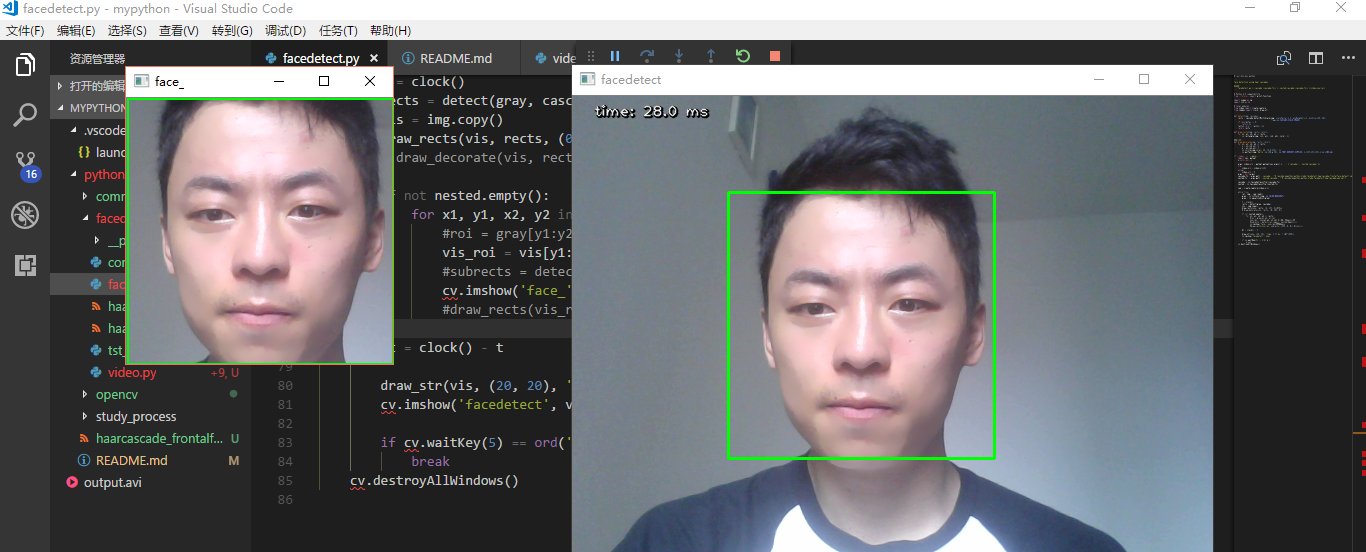 facedetect.py - mypython - Visual Studio Code
文件(F) 编辑(E) 选择(S) 查看(V) 转到(G) 调试(D) 任务(T) 帮助(H)
资源管理器
facedetect.py
README.md
vide
打开的编辑
MYPYTHON
.vscode
laun
python
comm
faced
__p
con
fac
haa
haa
tst_
video.py +9, U
opencv
study_process
haarcascade_frontalf... U
README.md M
output.avi
16
face_
= clock()
ects = detect(gray, casc
is = img.copy()
raw_rects(vis, rects, (0
draw_decorate(vis, rect
not nested.empty():
for x1, y1, x2, y2 in
#roi = gray[y1:y2
vis_roi = vis[y1:
#subrects = detec
cv.imshow('face_'
#draw_rects(vis_r
= clock() - t
79
80 draw_str(vis, (20, 20), '
81 cv.imshow('facedetect', v
82
83 if cv.waitKey(5) == ord('
84 break
85 cv.destroyAllWindows()
86
facedetect
time: 28.0 ms